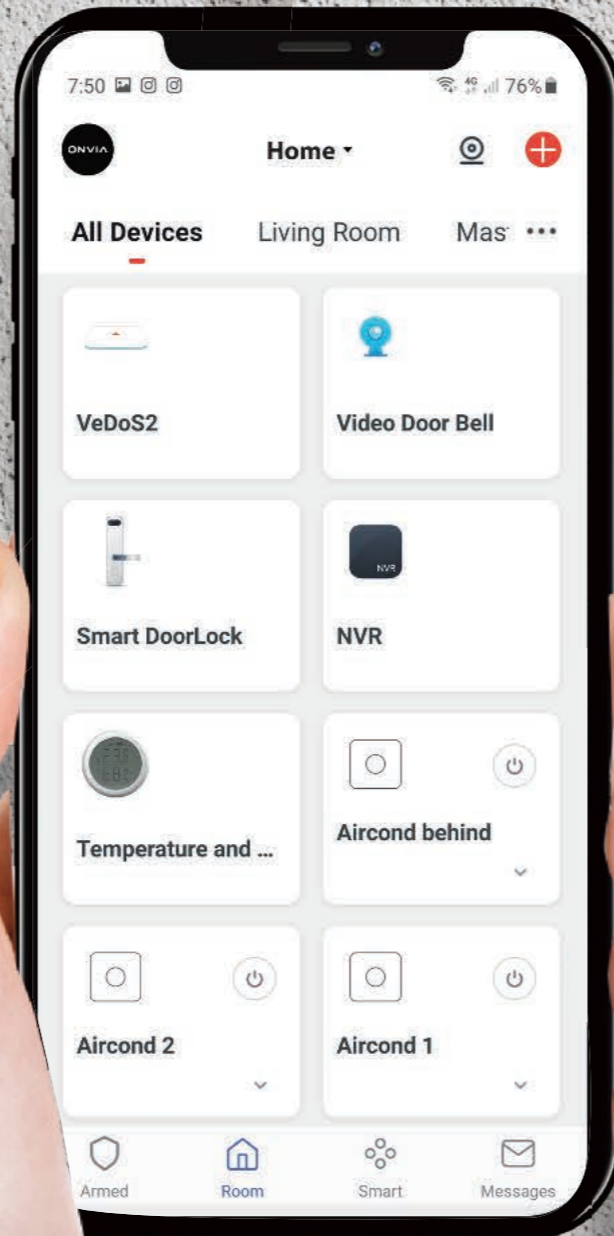 7:50 4G 76%
ONVIA Home
All Devices Living Room Mas ...
VeDoS2 Video Door Bell
NVR
Smart DoorLock NVR
Temperature and ... Aircond behind
Aircond 2 Aircond 1
Armed Room Smart Messages